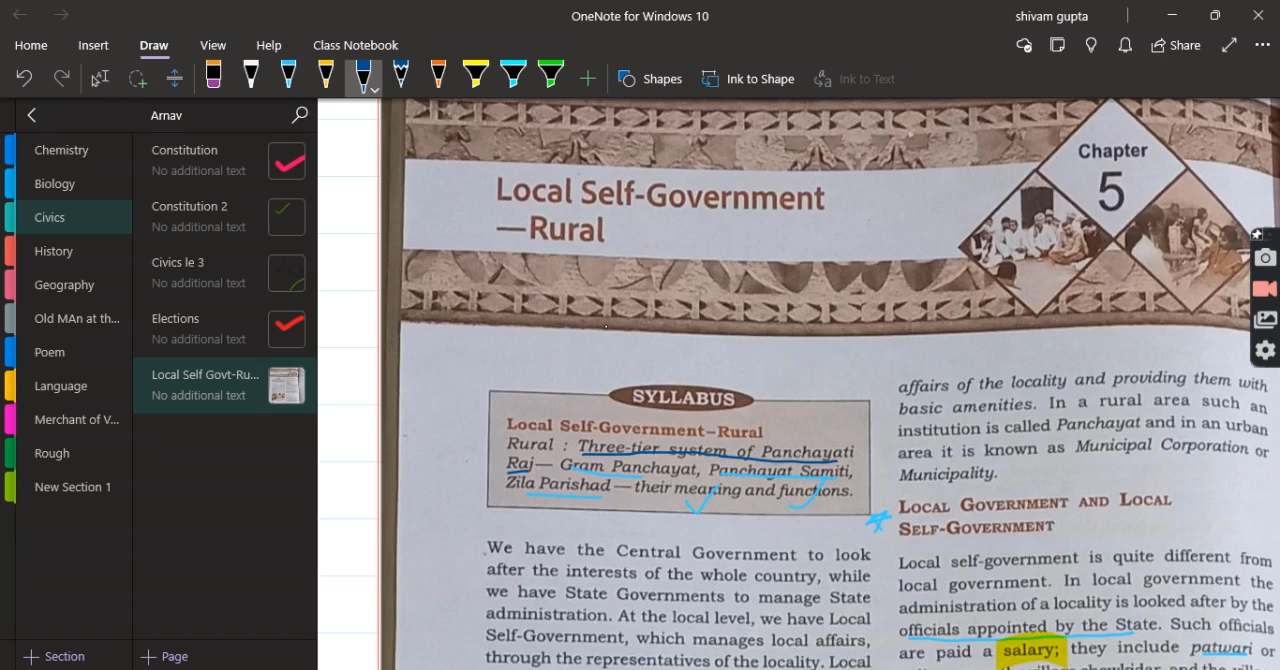 OneNote for Windows 10
shivam gupta
Home Insert Draw View Help Class Notebook
Share
Shapes
Ink to Shape
Ink to Text
Arnav
Chemistry
Biology
Civics
History
Geography
Old MAn at th...
Poem
Language
Merchant of V...
Rough
New Section 1
Section
Constitution
No additional text
Constitution 2
No additional text
Civics le 3
No additional text
Elections
No additional text
Local Self Govt-Ru...
No additional text
Page
Chapter
5
Local Self-Government
—Rural
SYLLABUS
Local Self-Government–Rural
Rural : Three-tier system of Panchayati
Raj— Gram Panchayat, Panchayat Samiti,
Zila Parishad — their meaning and functions.
We have the Central Government to look
after the interests of the whole country, while
we have State Governments to manage State
administration. At the local level, we have Local
Self-Government, which manages local affairs,
through the representatives of the locality. Local
affairs of the locality and providing them with
basic amenities. In a rural area such an
institution is called Panchayat and in an urban
area it is known as Municipal Corporation or
Municipality.
LOCAL GOVERNMENT AND LOCAL
SELF-GOVERNMENT
Local self-government is quite different from
local government. In local government the
administration of a locality is looked after by the
officials appointed by the State. Such officials
are paid a salary; they include patwari or